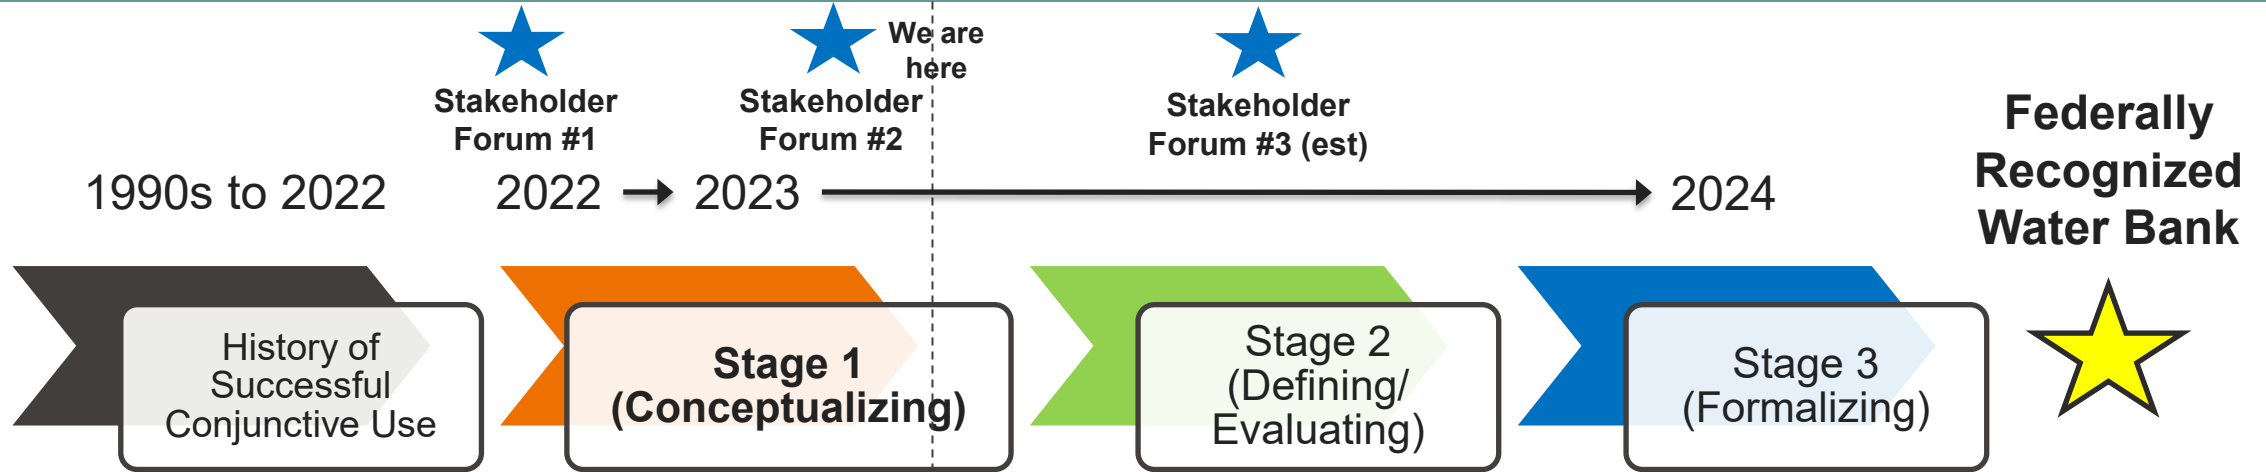 We are
here
Stakeholder
Forum #1
Stakeholder
Forum #2
Stakeholder
Forum #3 (est)
Federally
Recognized
Water Bank
1990s to 2022
2022
2023
2024
History of
Successful
Conjunctive Use
Stage 1
(Conceptualizing)
Stage 2
(Defining/
Evaluating)
Stage 3
(Formalizing)